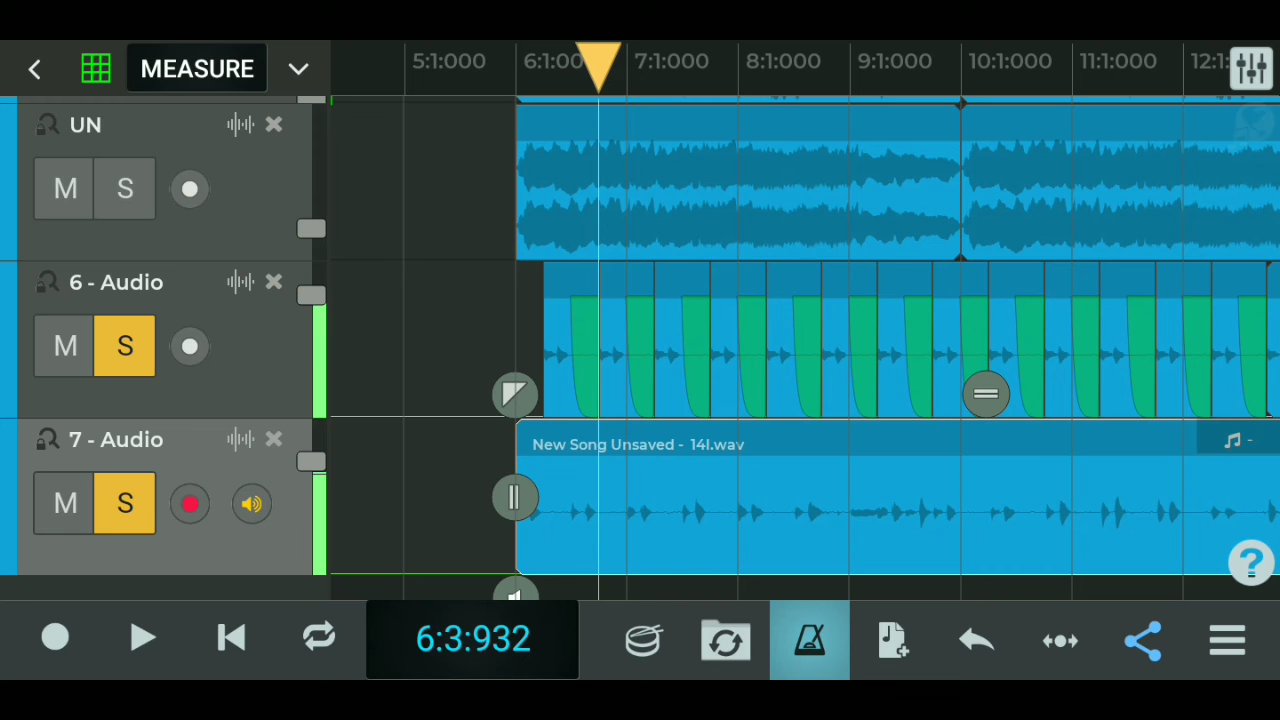 MEASURE
5:1:000 6:1:00 7:1:000 8:1:000 9:1:000 10:1:000 11:1:000 12:1:
UN
M S
6 - Audio
M S
7 - Audio
New Song Unsaved - 14l.wav
-
M S
?
6:3:932